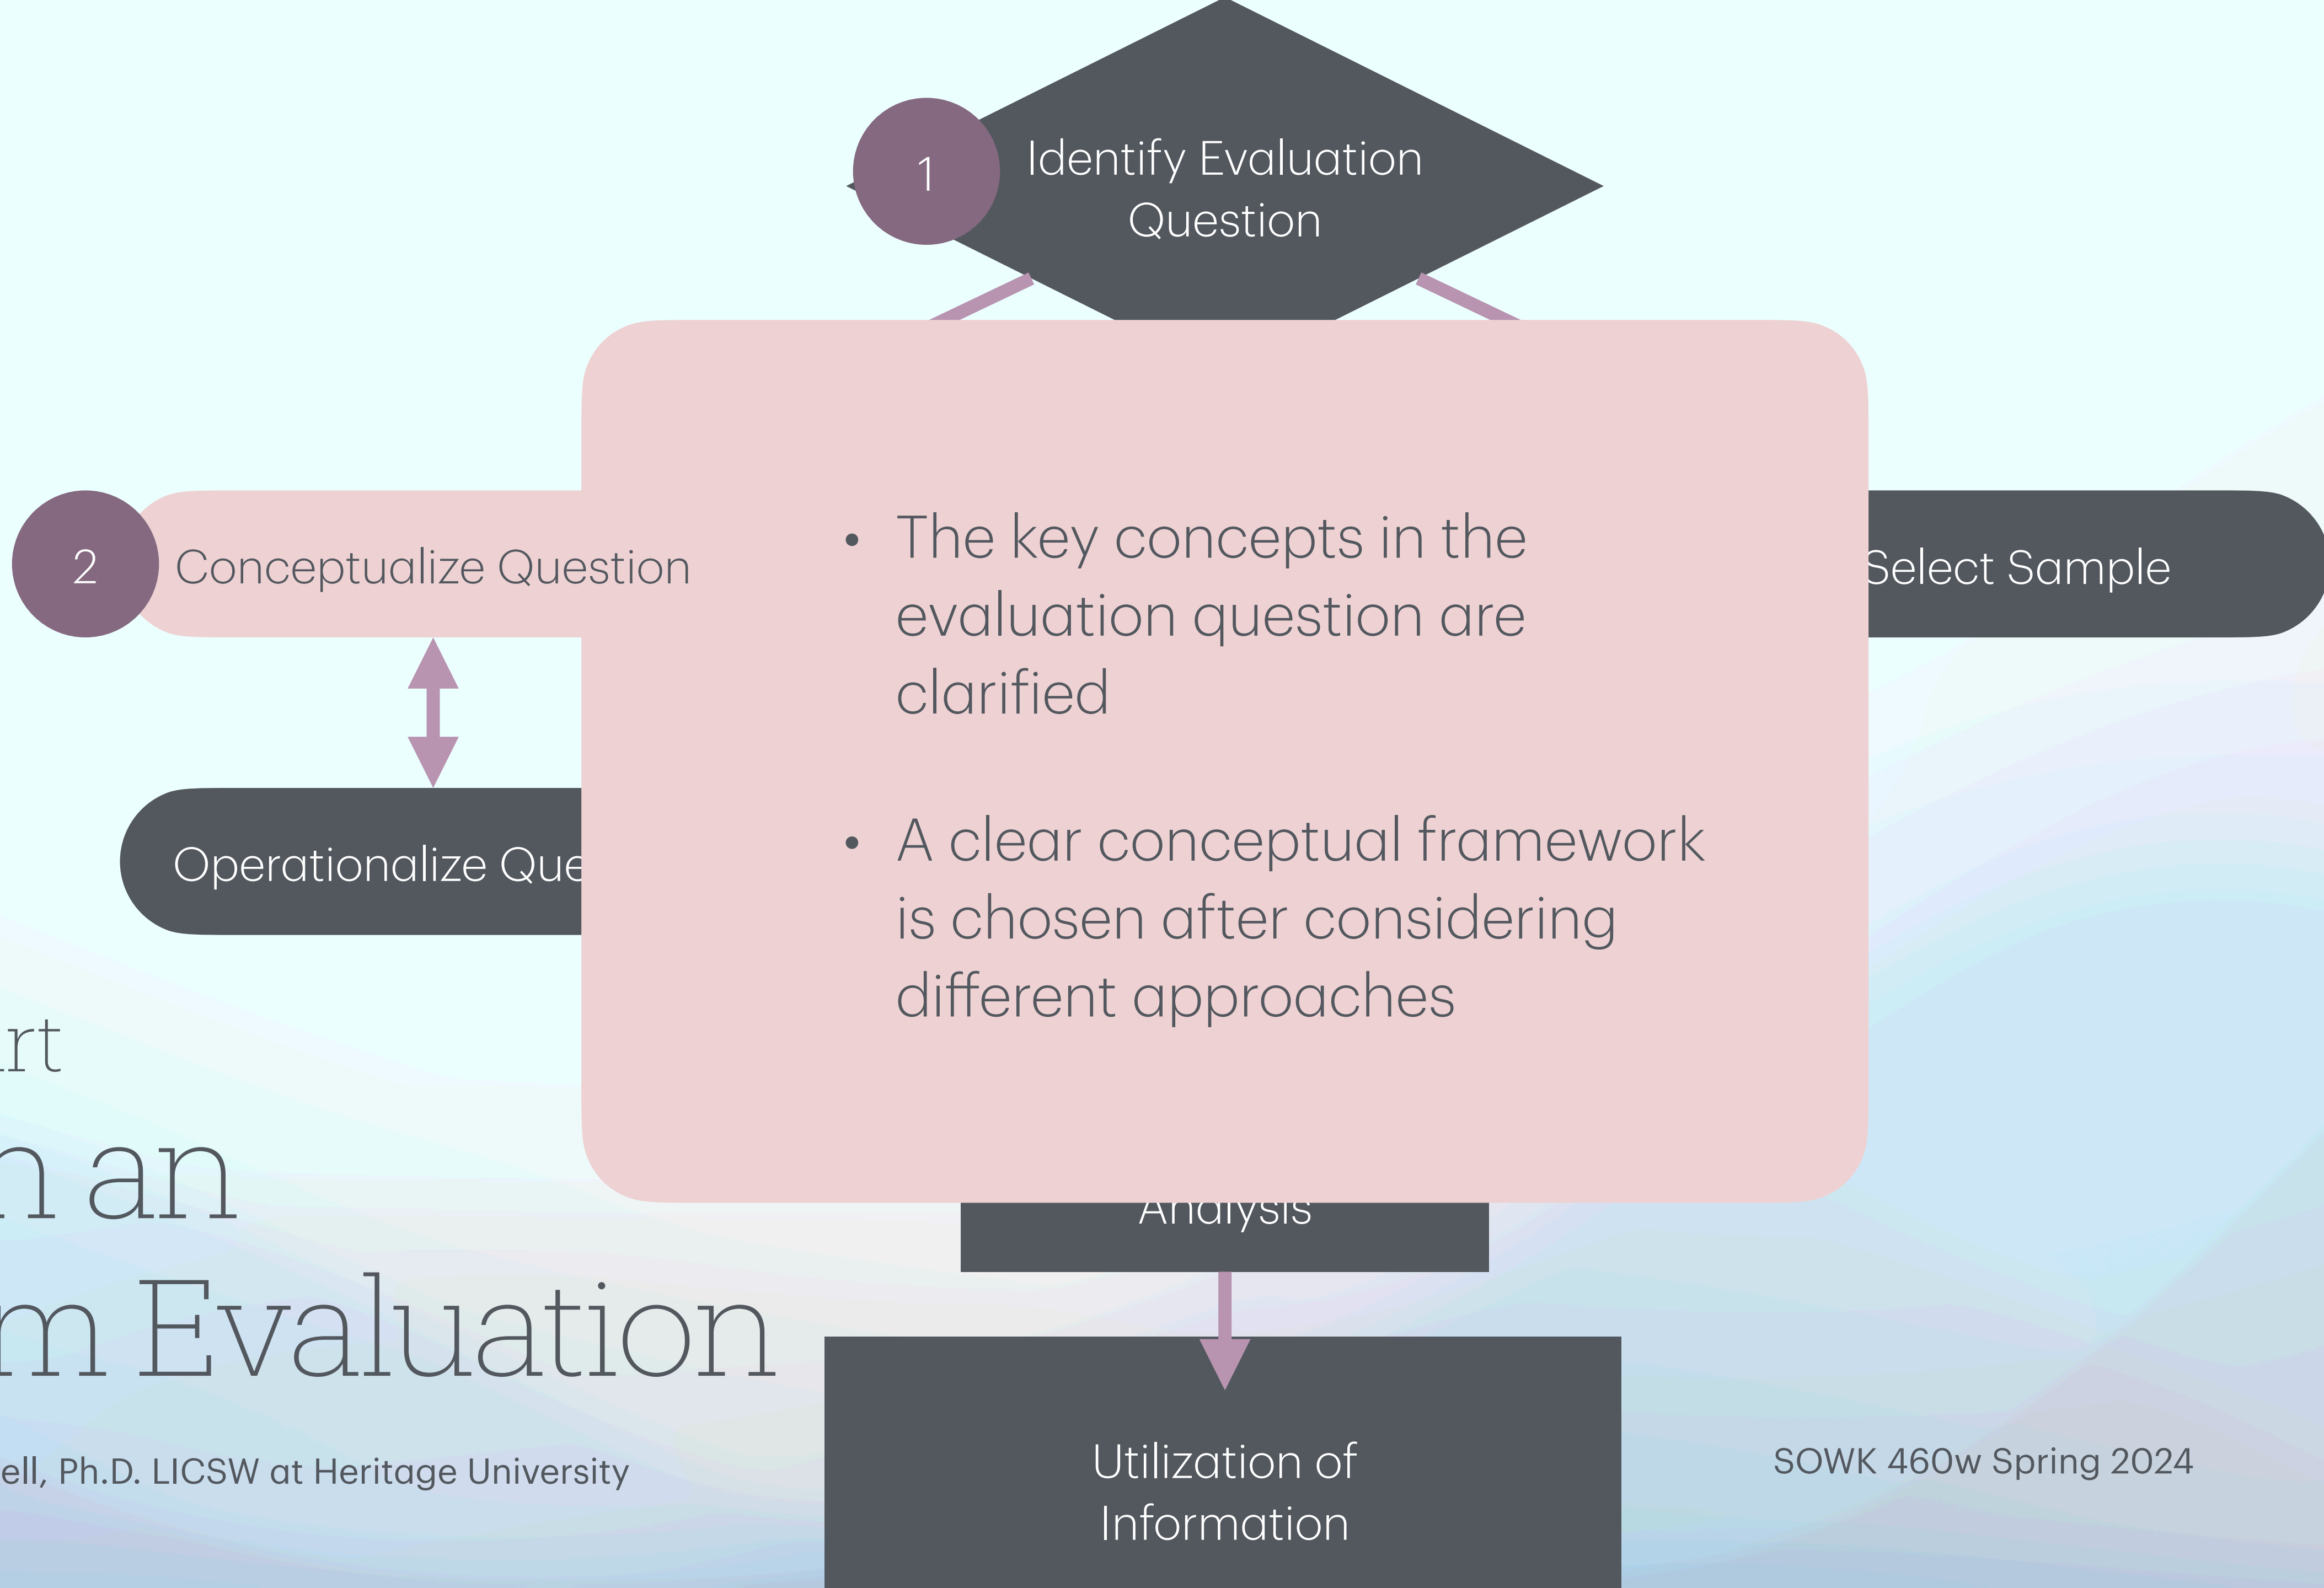 1
Identify Evaluation
Question
2
Conceptualize Question
Select Sample
The key concepts in the
evaluation question are
clarified
Operationalize Que
• A clear conceptual framework
is chosen after considering
different approaches
rt
n an
m Evaluation
Analysis
Utilization of
Information
ell, Ph.D. LICSW at Heritage University
SOWK 460w Spring 2024